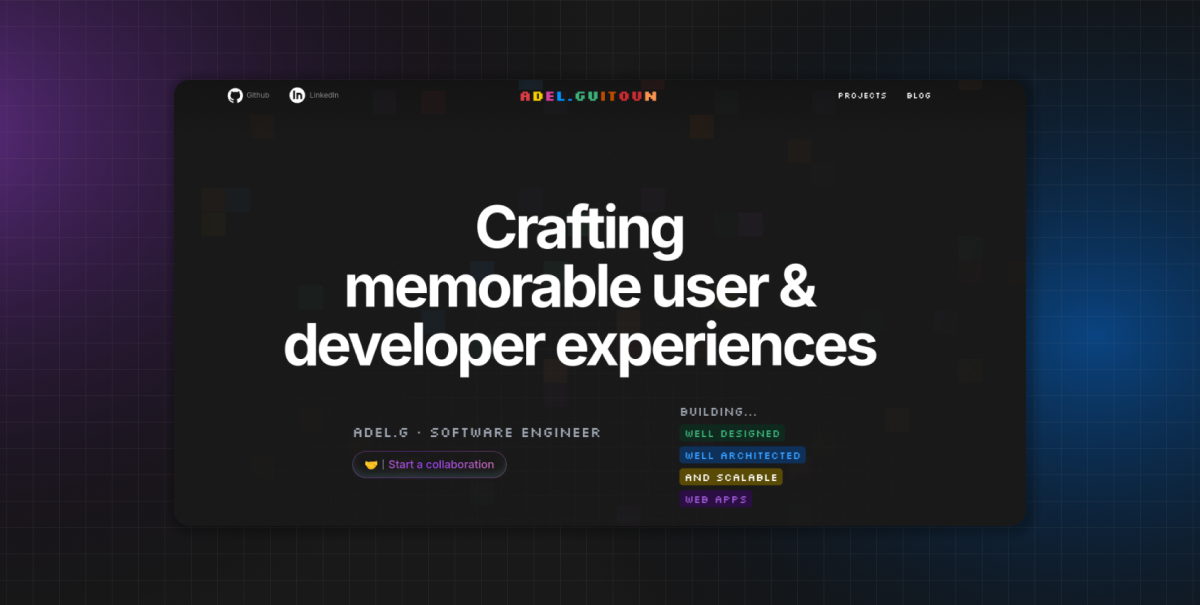 Github
LinkedIn
ADEL.GUITOUN
PROJECTS
BLOG
Crafting
memorable user &
developer experiences
ADEL.G · SOFTWARE ENGINEER
🤝 | Start a collaboration
BUILDING...
WELL DESIGNED
WELL ARCHITECTED
AND SCALABLE
WEB APPS